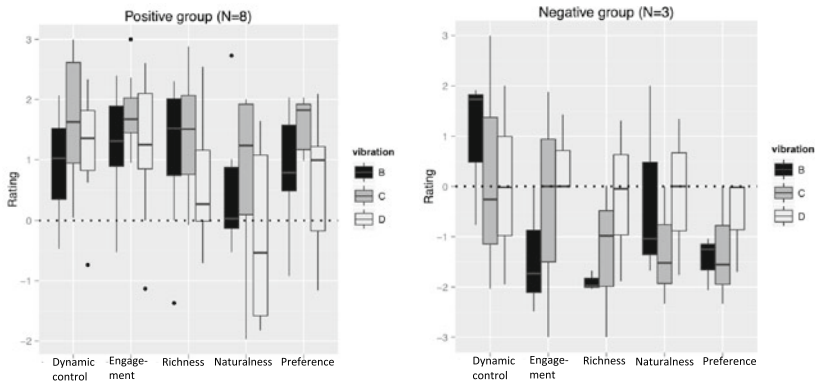 Positive group (N=8)
Rating
3
2
1
0
−1
−2
Dynamic control
Engage-ment
Richness
Naturalness
Preference
vibration
B
C
D
Negative group (N=3)
Rating
3
2
1
0
−1
−2
−3
Dynamic control
Engage-ment
Richness
Naturalness
Preference
vibration
B
C
D